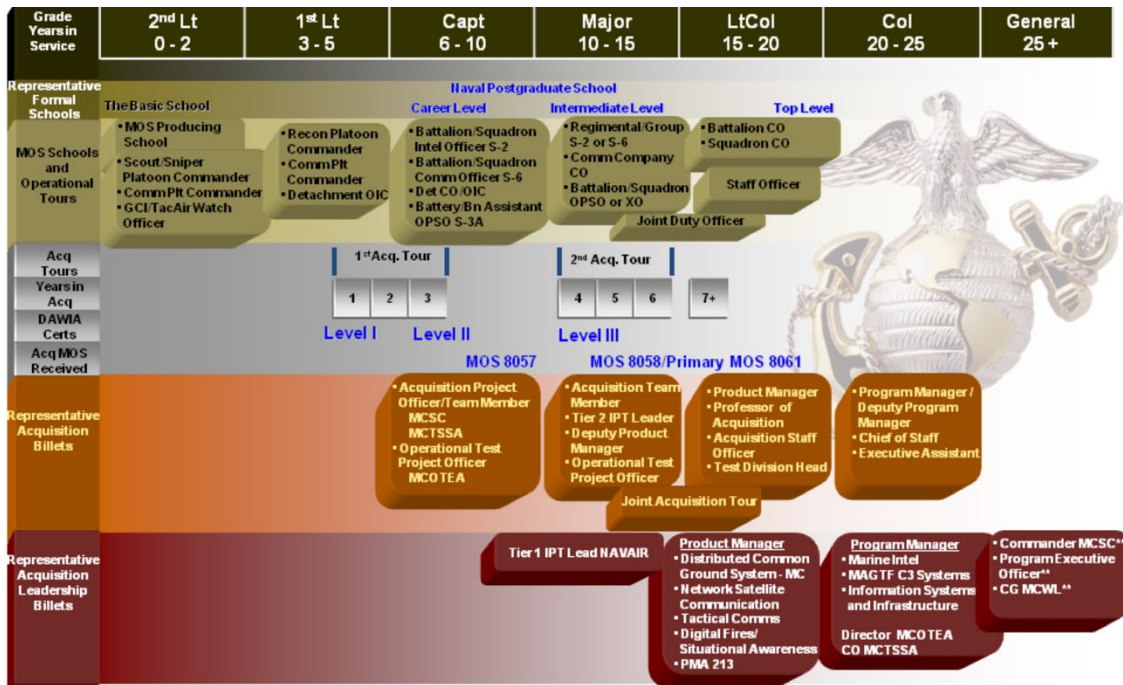 Grade
Years in
Service
2nd Lt
0 - 2
1st Lt
3 - 5
Capt
6 - 10
Major
10 - 15
LtCol
15 - 20
Col
20 - 25
General
25 +
Representative
Formal
Schools
Naval Postgraduate School
The Basic School
Career Level
Intermediate Level
Top Level
MOS Schools
and
Operational
Tours
• MOS Producing
School
• Scout/Sniper
Platoon Commander
• Comm Plt Commander
• GCI/TacAir Watch
Officer
• Recon Platoon
Commander
• Comm Plt
Commander
• Detachment OIC
• Battalion/Squadron
Intel Officer S-2
• Battalion/Squadron
Comm Officer S-6
• Det CO/OIC
• Battery/Bn Assistant
OPSO S-3A
• Regimental/Group
S-2 or S-6
• Comm Company
CO
• Battalion/Squadron
OPSO or XO
• Battalion CO
• Squadron CO
Staff Officer
Joint Duty Officer
Acq
Tours
1st Acq. Tour
2nd Acq. Tour
Years in
Acq
1 2 3 4 5 6 7+
DAWIA
Certs
Level I
Level II
Level III
Acq MOS
Received
MOS 8057
MOS 8058/Primary MOS 8061
Representative
Acquisition
Billets
• Acquisition Project
Officer/Team Member
MCSC
MCTSSA
• Operational Test
Project Officer
MCOTEA
• Acquisition Team
Member
• Tier 2 IPT Leader
• Deputy Product
Manager
• Operational Test
Project Officer
• Product Manager
• Professor of
Acquisition
• Acquisition Staff
Officer
• Test Division Head
• Program Manager /
Deputy Program
Manager
• Chief of Staff
• Executive Assistant
Joint Acquisition Tour
Representative
Acquisition
Leadership
Billets
Tier 1 IPT Lead NAVAIR
Product Manager
• Distributed Common
Ground System - MC
• Network Satellite
Communication
• Tactical Comms
• Digital Fires/
Situational Awareness
• PMA 213
Program Manager
• Marine Intel
• MAGTF C3 Systems
• Information Systems
and Infrastructure
Director MCOTEA
CO MCTSSA
• Commander MCSC**
• Program Executive
Officer**
• CG MCWL**